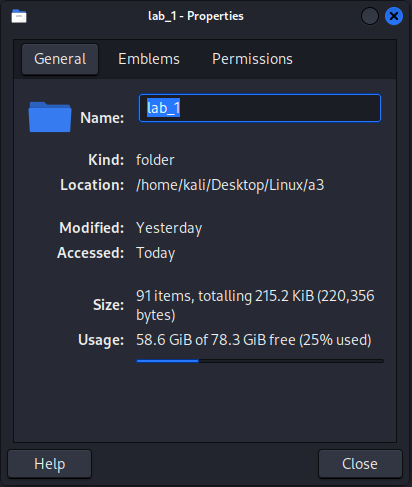 lab_1 - Properties
General Emblems Permissions
Name: lab_1
Kind: folder
Location: /home/kali/Desktop/Linux/a3
Modified: Yesterday
Accessed: Today
Size: 91 items, totalling 215.2 KiB (220,356
bytes)
Usage: 58.6 GiB of 78.3 GiB free (25% used)
Help Close